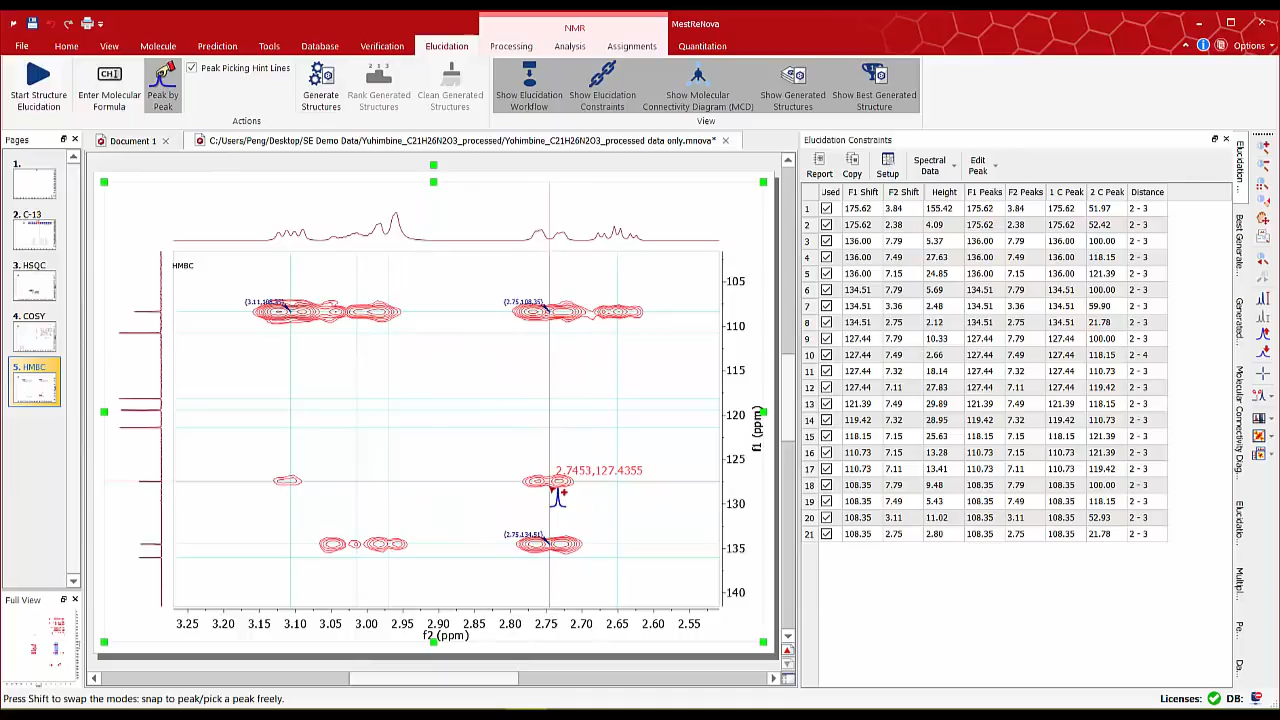 NMR
MestReNova
File Home View Molecule Prediction Tools Database Verification Elucidation Processing Analysis Assignments Quantitation
Options
Start Structure Elucidation
Enter Molecular Formula
Peak by Peak
Peak Picking Hint Lines
Generate Structures
Rank Generated Structures
Clean Generated Structures
Show Elucidation Workflow
Show Elucidation Constraints
Show Molecular Connectivity Diagram (MCD)
Show Generated Structures
Show Best Generated Structure
Actions
View
Pages
Document 1
C:/Users/Peng/Desktop/SE Demo Data/Yuhimbine_C21H26N2O3_processed/Yohimbine_C21H26N2O3_processed data only.mnova*
Elucidation Constraints
1.
2. C-13
3. HSQC
4. COSY
5. HMBC
Full View
HMBC
(2.75,108.35)
2.7453,127.4355
(2.75,134.51)
105
110
115
120
125
130
135
140
f1 (ppm)
3.25 3.20 3.15 3.10 3.05 3.00 2.95 2.90 2.85 2.80 2.75 2.70 2.65 2.60 2.55
f2 (ppm)
Report Copy Setup Spectral Data Edit Peak
Used F1 Shift F2 Shift Height F1 Peaks F2 Peaks 1 C Peak 2 C Peak Distance
1 175.62 3.84 155.42 175.62 3.84 175.62 51.97 2 - 3
2 175.62 2.38 4.09 175.62 2.38 175.62 52.42 2 - 3
3 136.00 7.79 5.37 136.00 7.79 136.00 100.00 2 - 3
4 136.00 7.49 27.63 136.00 7.49 136.00 118.15 2 - 3
5 136.00 7.15 24.85 136.00 7.15 136.00 121.39 2 - 3
6 134.51 7.79 5.69 134.51 7.79 134.51 100.00 2 - 3
7 134.51 3.36 2.48 134.51 3.36 134.51 59.90 2 - 3
8 134.51 2.75 2.12 134.51 2.75 134.51 21.78 2 - 3
9 127.44 7.79 10.33 127.44 7.79 127.44 100.00 2 - 3
10 127.44 7.49 2.66 127.44 7.49 127.44 118.15 2 - 4
11 127.44 7.32 18.14 127.44 7.32 127.44 110.73 2 - 3
12 127.44 7.11 27.83 127.44 7.11 127.44 119.42 2 - 3
13 121.39 7.49 29.89 121.39 7.49 121.39 118.15 2 - 3
14 119.42 7.32 28.95 119.42 7.32 119.42 110.73 2 - 3
15 118.15 7.15 25.63 118.15 7.15 118.15 121.39 2 - 3
16 110.73 7.15 13.28 110.73 7.15 110.73 121.39 2 - 3
17 110.73 7.11 13.41 110.73 7.11 110.73 119.42 2 - 3
18 108.35 7.79 9.48 108.35 7.79 108.35 100.00 2 - 3
19 108.35 7.49 5.43 108.35 7.49 108.35 118.15 2 - 3
20 108.35 3.11 11.02 108.35 3.11 108.35 52.93 2 - 3
21 108.35 2.75 2.80 108.35 2.75 108.35 21.78 2 - 3
Elucidation ...
Best Generate...
Generated...
Molecular Connectivity Diag...
Elucidatio...
Multipl...
Pe...
Da...
Press Shift to swap the modes: snap to peak/pick a peak freely.
Licenses: DB: